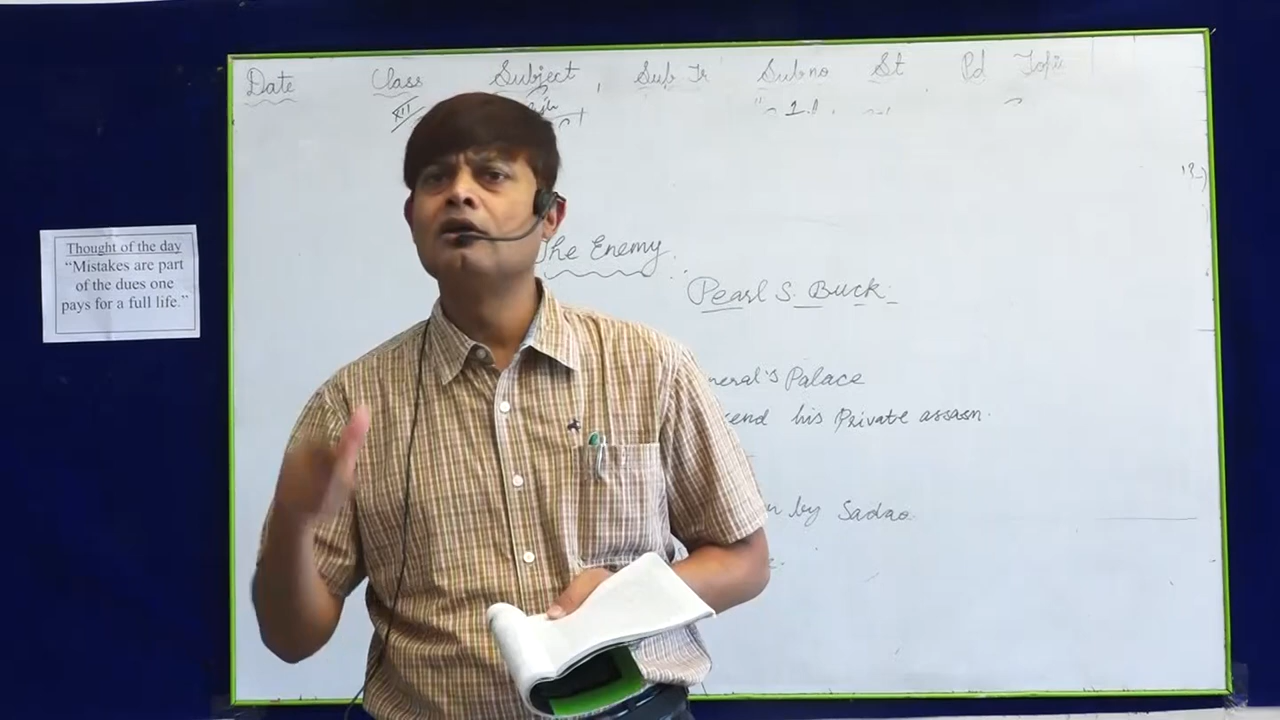 Date Class Subject Sub Tr Sub no St Pd Topic
XII
Thought of the day
“Mistakes are part
of the dues one
pays for a full life.”
The Enemy.
Pearl S. Buck
neral's Palace
send his Private assasn.
by Sadao